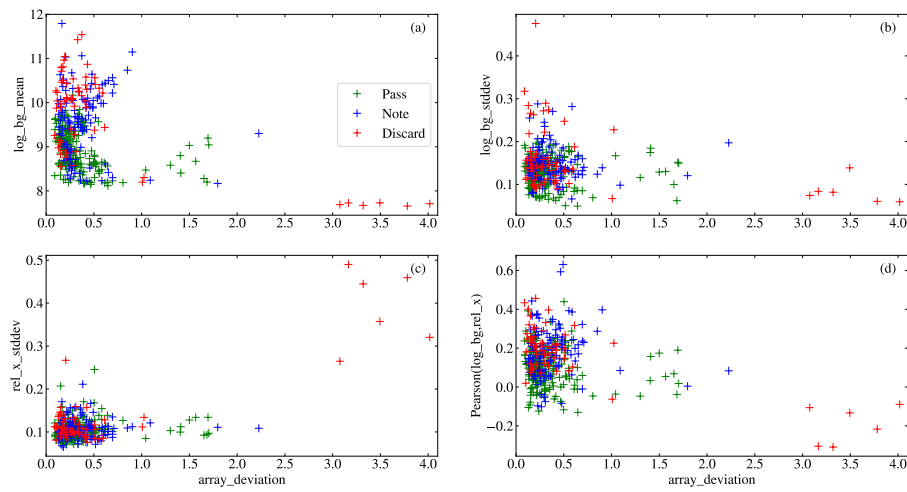 12
11
10
9
8
log_bg_mean
(a)
Pass
Note
Discard
0.0 0.5 1.0 1.5 2.0 2.5 3.0 3.5 4.0
0.4
0.3
0.2
0.1
log_bg_stddev
(b)
0.0 0.5 1.0 1.5 2.0 2.5 3.0 3.5 4.0
0.5
0.4
0.3
0.2
0.1
rel_x_stddev
(c)
0.0 0.5 1.0 1.5 2.0 2.5 3.0 3.5 4.0
array_deviation
0.6
0.4
0.2
0.0
−0.2
Pearson(log_bg,rel_x)
(d)
0.0 0.5 1.0 1.5 2.0 2.5 3.0 3.5 4.0
array_deviation